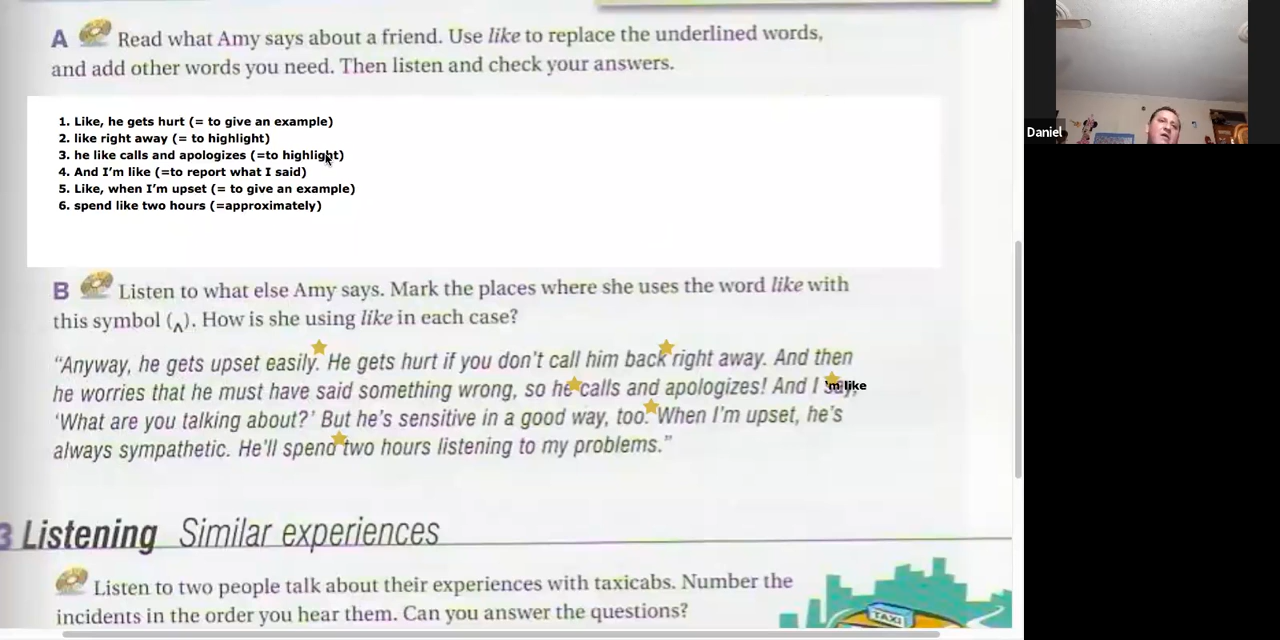 A Read what Amy says about a friend. Use like to replace the underlined words,
and add other words you need. Then listen and check your answers.
1. Like, he gets hurt (= to give an example)
2. like right away (= to highlight)
3. he like calls and apologizes (=to highlight)
4. And I’m like (=to report what I said)
5. Like, when I’m upset (= to give an example)
6. spend like two hours (=approximately)
B Listen to what else Amy says. Mark the places where she uses the word like with
this symbol (^). How is she using like in each case?
“Anyway, he gets upset easily. He gets hurt if you don’t call him back right away. And then
he worries that he must have said something wrong, so he calls and apologizes! And I say, 'm like
‘What are you talking about?’ But he’s sensitive in a good way, too. When I’m upset, he’s
always sympathetic. He’ll spend two hours listening to my problems.”
3 Listening Similar experiences
Listen to two people talk about their experiences with taxicabs. Number the
incidents in the order you hear them. Can you answer the questions?
TAXI
Daniel